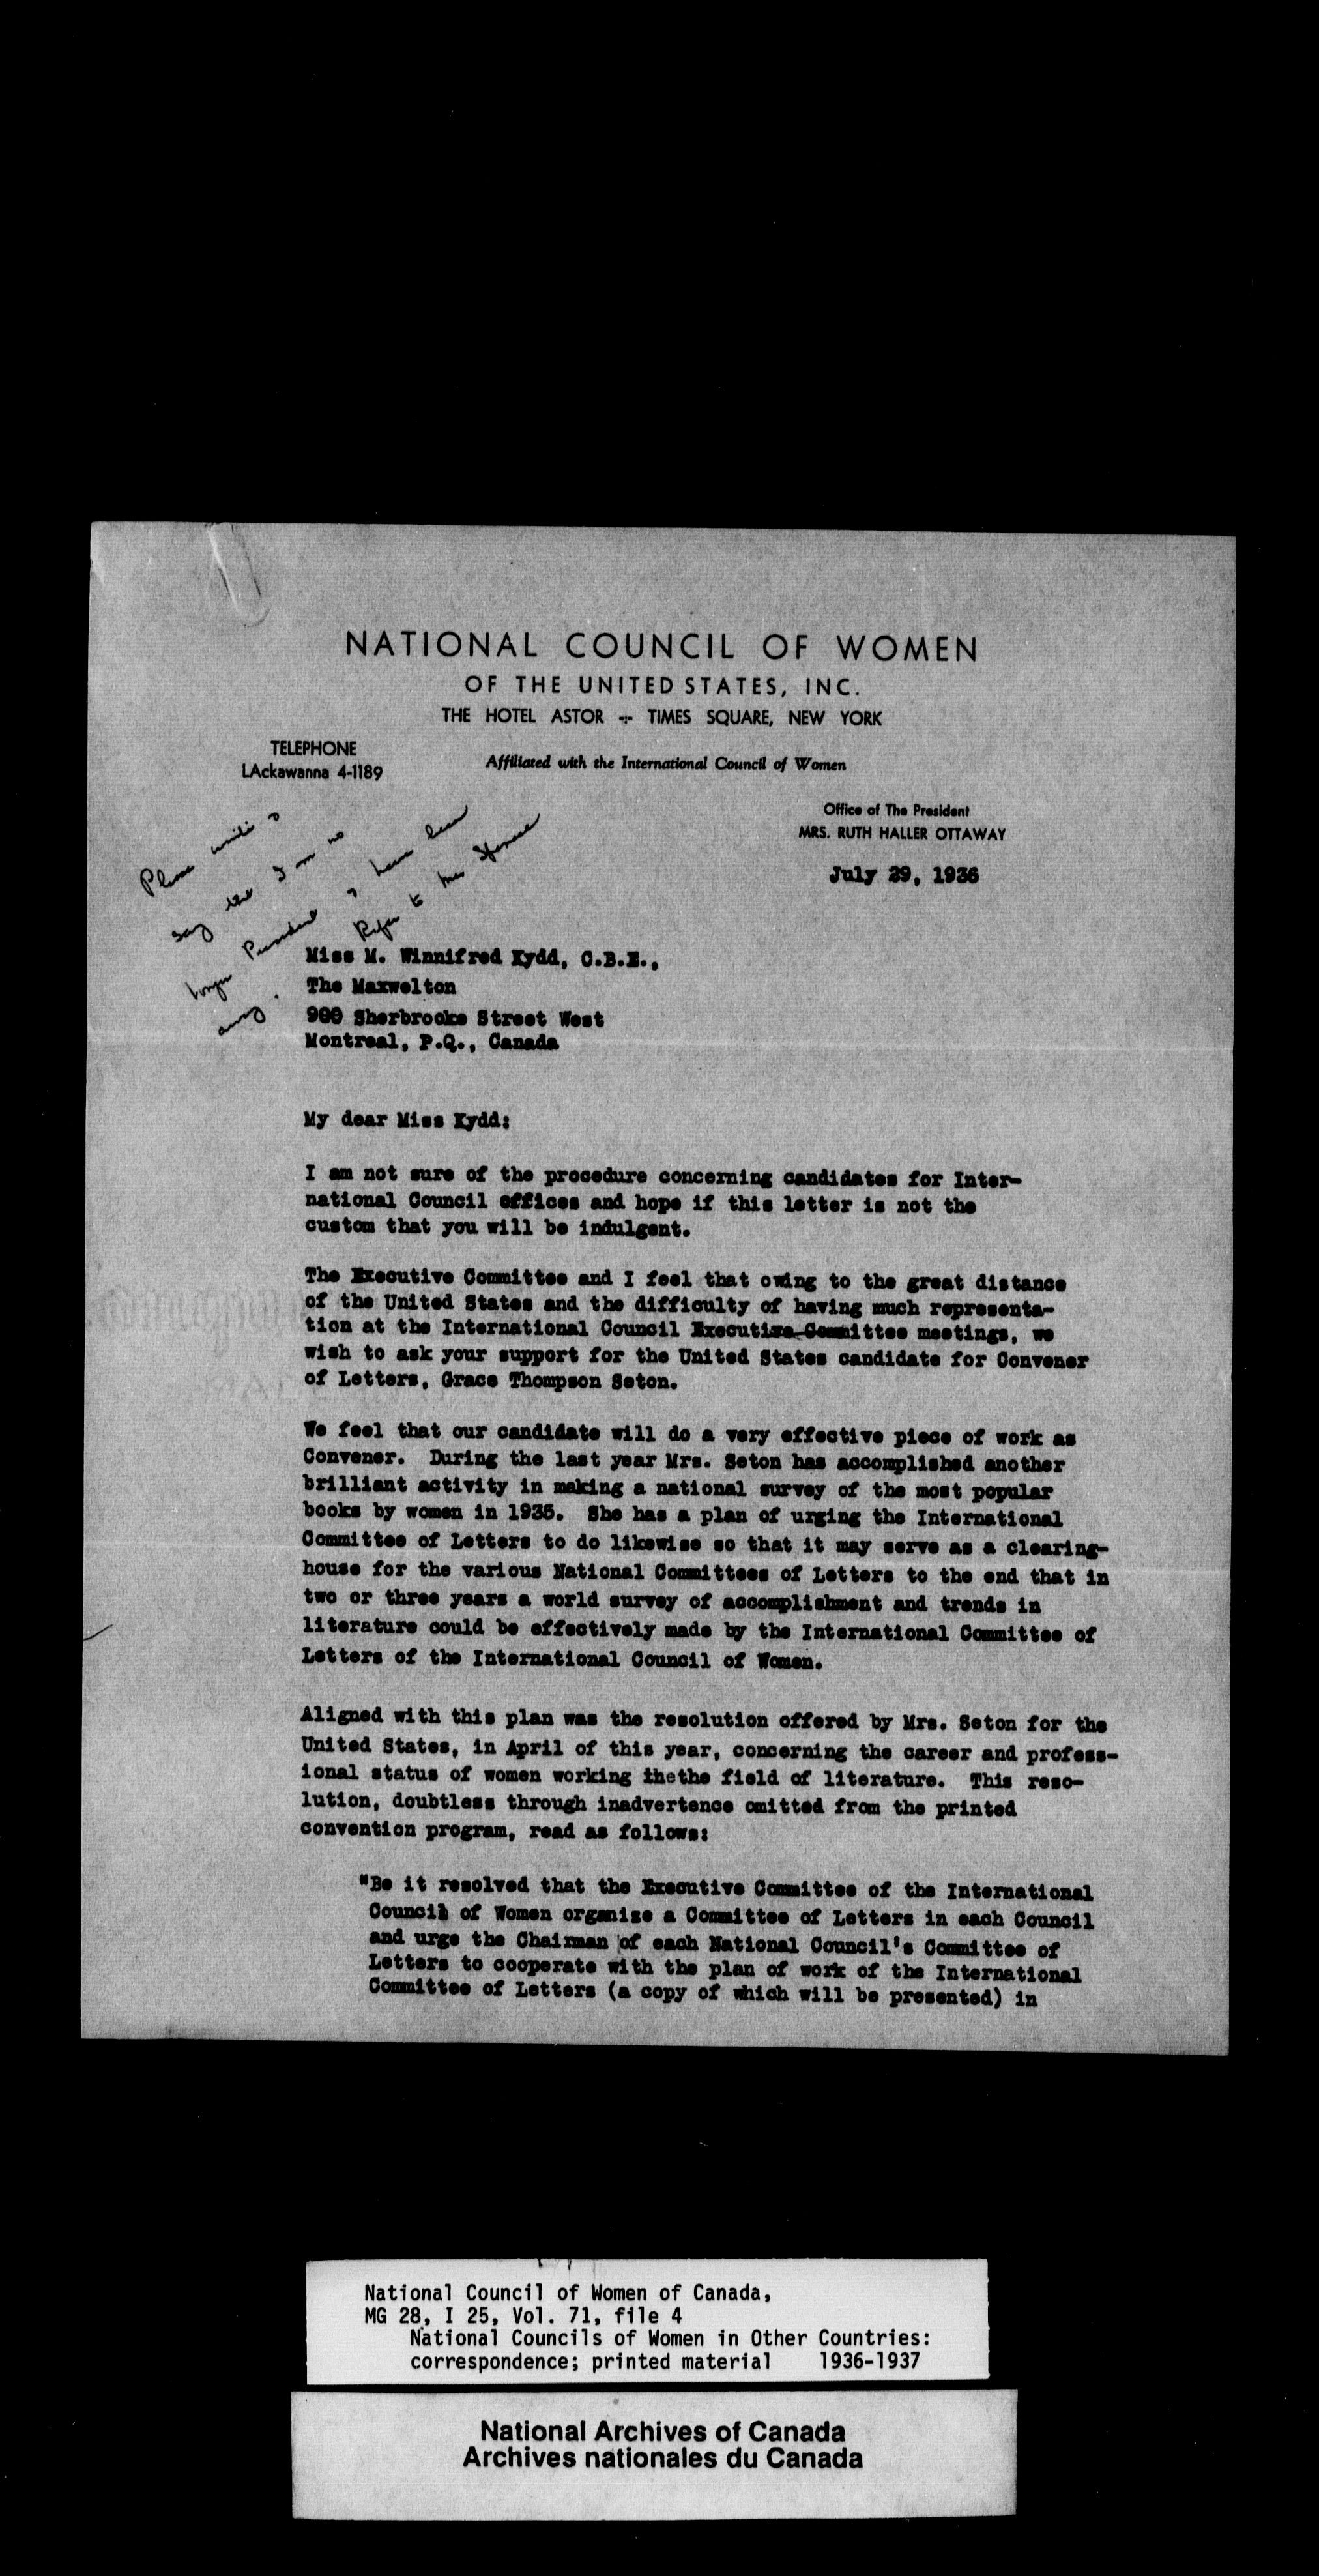 NATIONAL COUNCIL OF WOMEN
OF THE UNITED STATES, INC.
THE HOTEL ASTOR ÷ TIMES SQUARE, NEW YORK
TELEPHONE
LAckawanna 4-1189
Affiliated with the International Council of Women
Office of The President
MRS. RUTH HALLER OTTAWAY
July 29, 1936
Please write &
say that I am no
longer President & have been
away. Refer to Mrs
Miss M. Winnifred Kydd, C.B.E.,
The Maxwelton
900 Sherbrooke Street West
Montreal, P.Q., Canada
My dear Miss Kydd:
I am not sure of the procedure concerning candidates for Inter-
national Council offices and hope if this letter is not the
custom that you will be indulgent.
The Executive Committee and I feel that owing to the great distance
of the United States and the difficulty of having much representa-
tion at the International Council Executive Committee meetings, we
wish to ask your support for the United States candidate for Convener
of Letters, Grace Thompson Seton.
We feel that our candidate will do a very effective piece of work as
Convener. During the last year Mrs. Seton has accomplished another
brilliant activity in making a national survey of the most popular
books by women in 1935. She has a plan of urging the International
Committee of Letters to do likewise so that it may serve as a clearing-
house for the various National Committees of Letters to the end that in
two or three years a world survey of accomplishment and trends in
literature could be effectively made by the International Committee of
Letters of the International Council of Women.
Aligned with this plan was the resolution offered by Mrs. Seton for the
United States, in April of this year, concerning the career and profess-
ional status of women working inthe field of literature. This reso-
lution, doubtless through inadvertence omitted from the printed
convention program, read as follows:
"Be it resolved that the Executive Committee of the International
Council of Women organize a Committee of Letters in each Council
and urge the Chairman of each National Council's Committee of
Letters to cooperate with the plan of work of the International
Committee of Letters (a copy of which will be presented) in
National Council of Women of Canada,
MG 28, I 25, Vol. 71, file 4
National Councils of Women in Other Countries:
correspondence; printed material 1936-1937
National Archives of Canada
Archives nationales du Canada